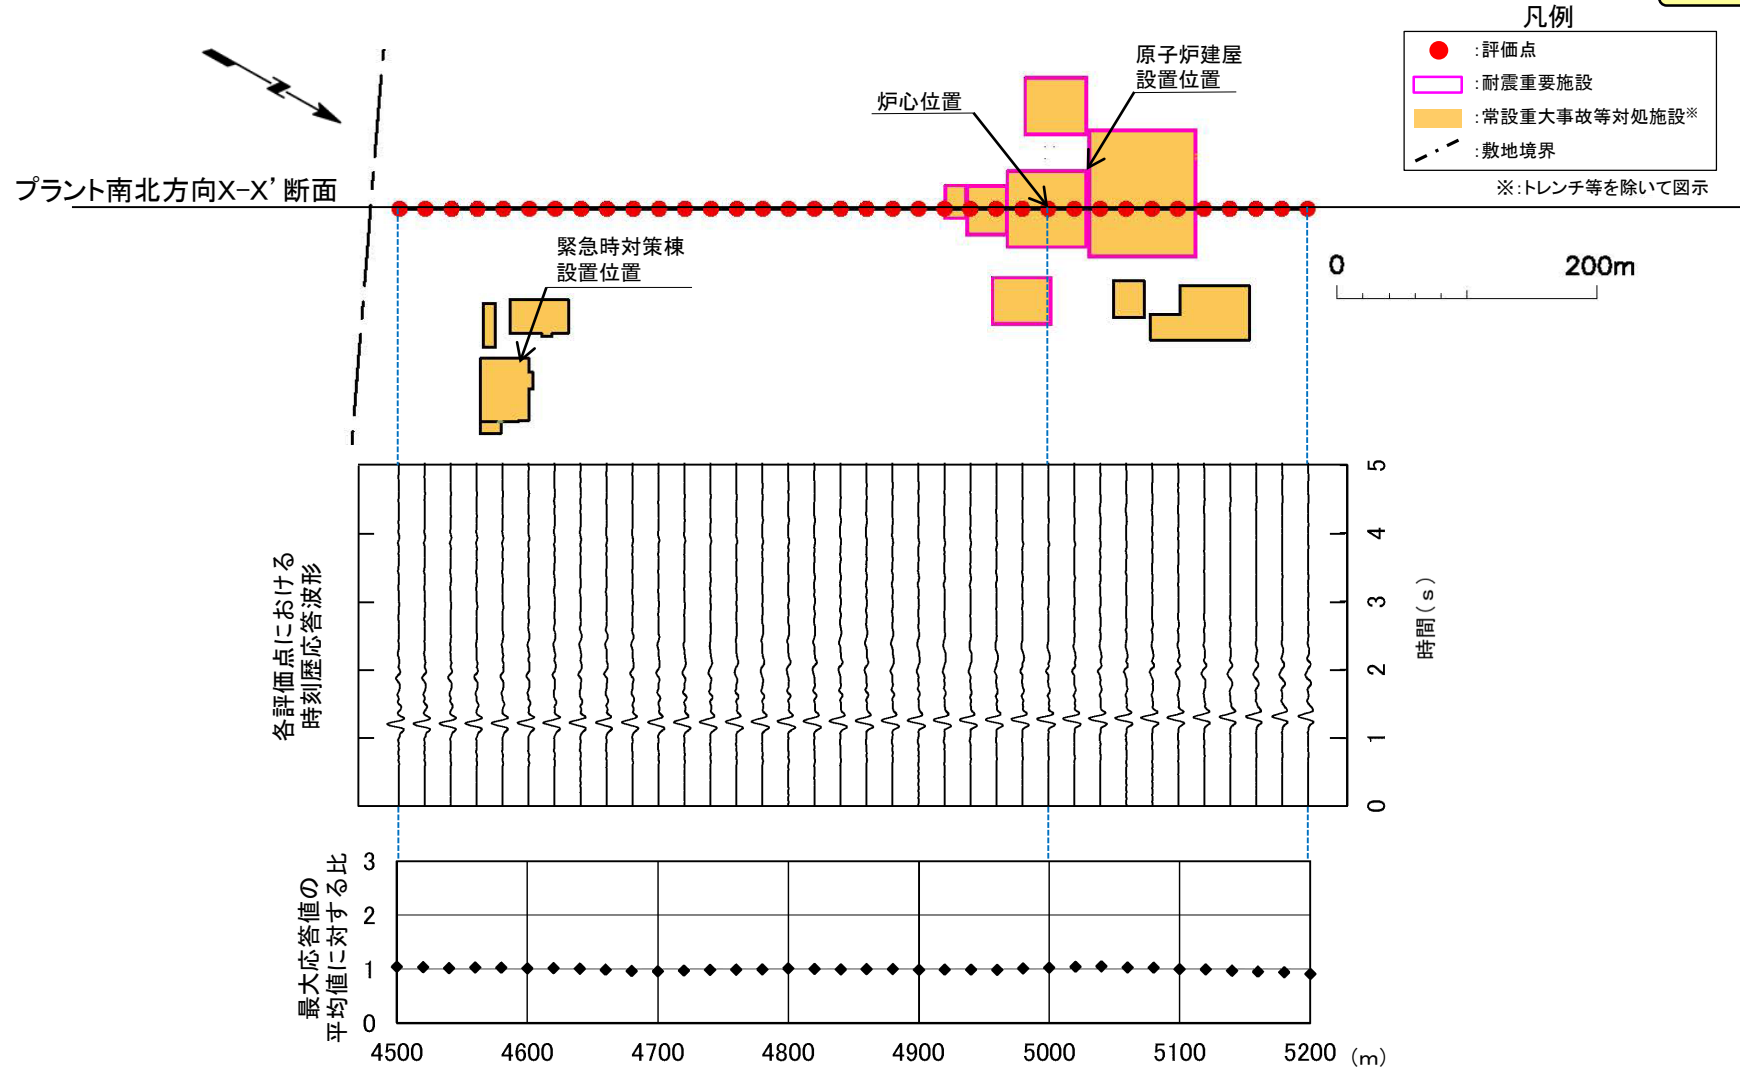 凡例
:評価点
:耐震重要施設
:常設重大事故等対処施設※
:敷地境界
※:トレンチ等を除いて図示
原子炉建屋
設置位置
炉心位置
プラント南北方向X-X’断面
緊急時対策棟
設置位置
0 200m
各評価点における
時刻歴応答波形
5
4
3
2
1
0
時間(s)
最大応答値の
平均値に対する比
3
2
1
0
4500 4600 4700 4800 4900 5000 5100 5200 (m)